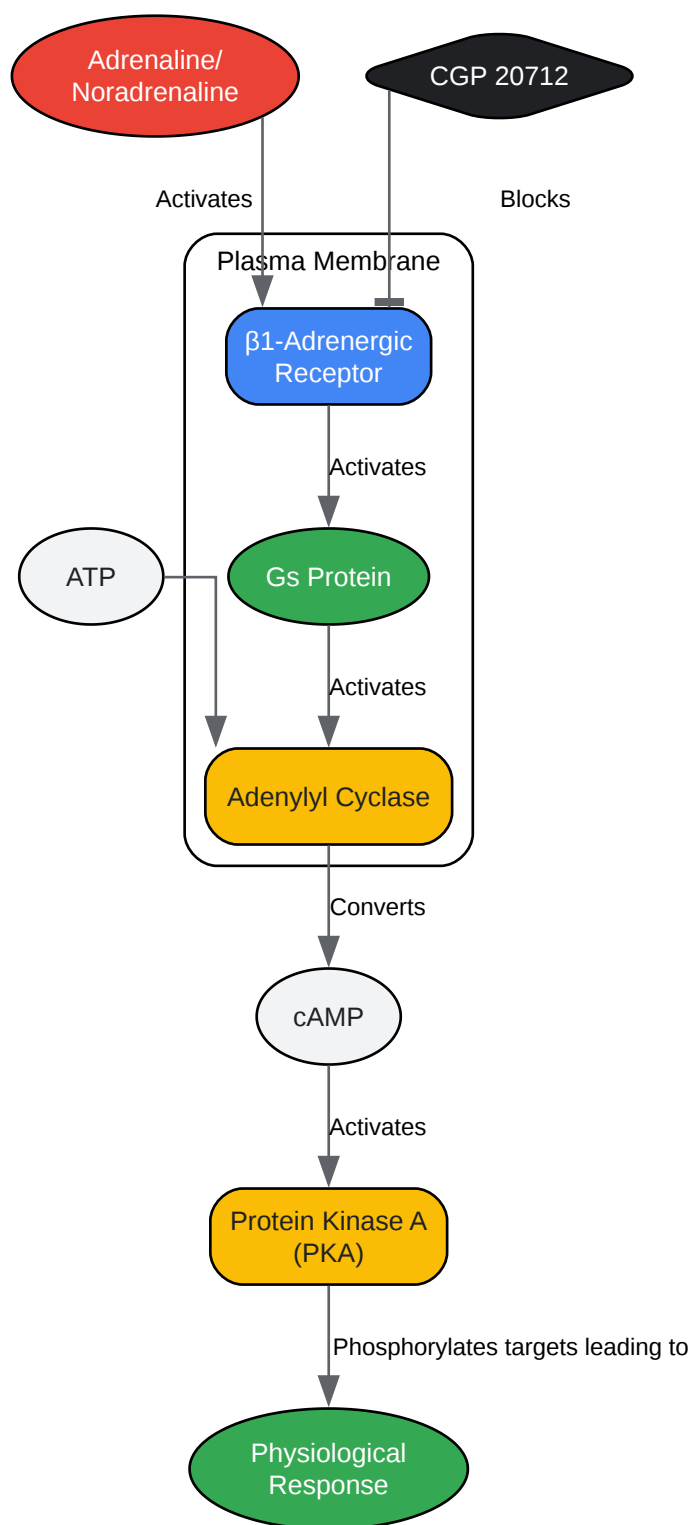 Adrenaline/
Noradrenaline
CGP 20712
Activates
Blocks
Plasma Membrane
β1-Adrenergic
Receptor
Activates
ATP
Gs Protein
Activates
Adenylyl Cyclase
Converts
cAMP
Activates
Protein Kinase A
(PKA)
Phosphorylates targets leading to
Physiological
Response